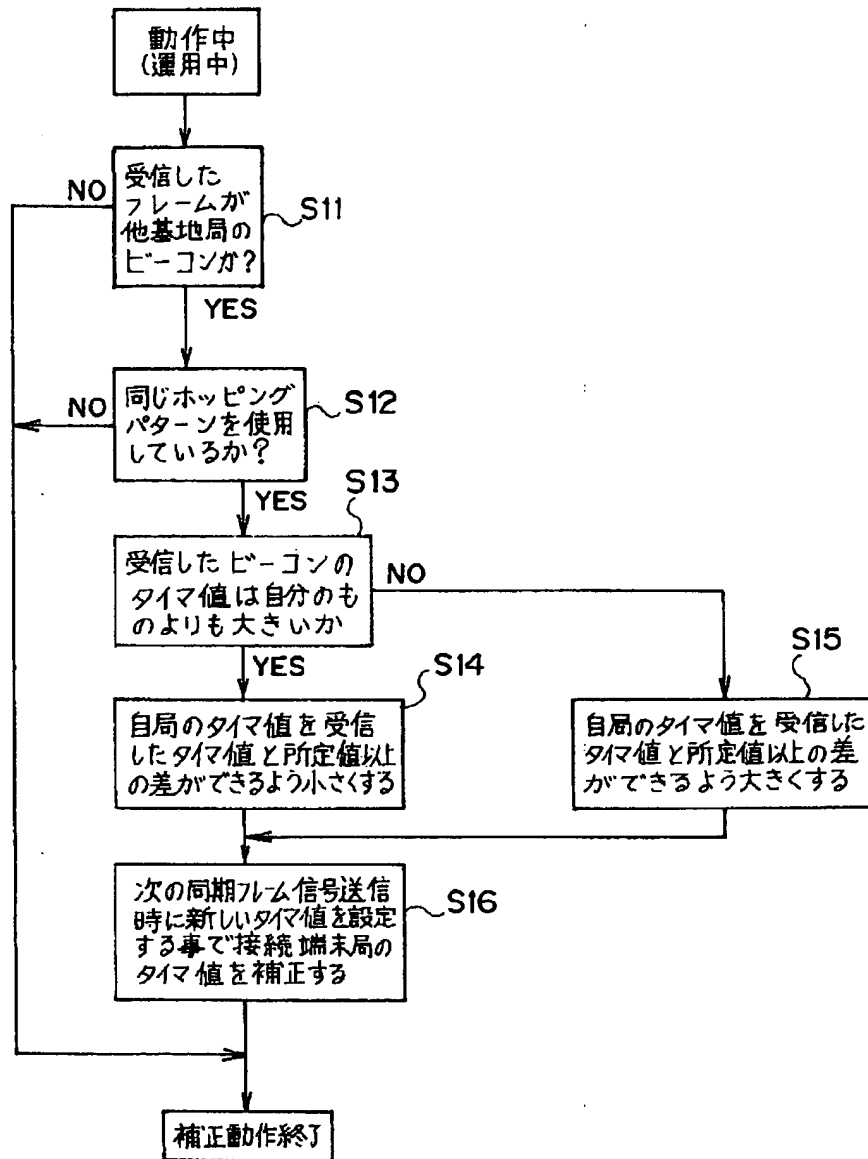 動作中
(運用中)
受信した
フレームが
他基地局の
ビーコンか?
S11
NO
YES
同じホッピング
パターンを使用
しているか?
S12
NO
YES
S13
受信したビーコンの
タイマ値は自分のも
のよりも大きいか
NO
YES
S14
自局のタイマ値を受信
したタイマ値と所定値以上
の差ができるよう小さくする
S15
自局のタイマ値を受信した
タイマ値と所定値以上の差
ができるよう大きくする
次の同期フレーム信号送信
時に新しいタイマ値を設定
する事で接続端末局の
タイマ値を補正する
S16
補正動作終了